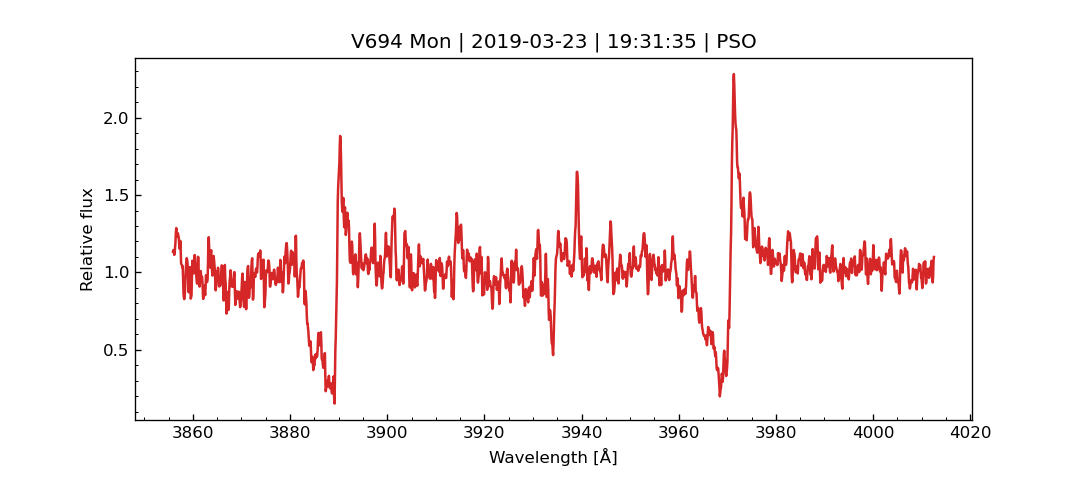 V694 Mon | 2019-03-23 | 19:31:35 | PSO
2.0
1.5
1.0
0.5
Relative flux
3860 3880 3900 3920 3940 3960 3980 4000 4020
Wavelength [Å]